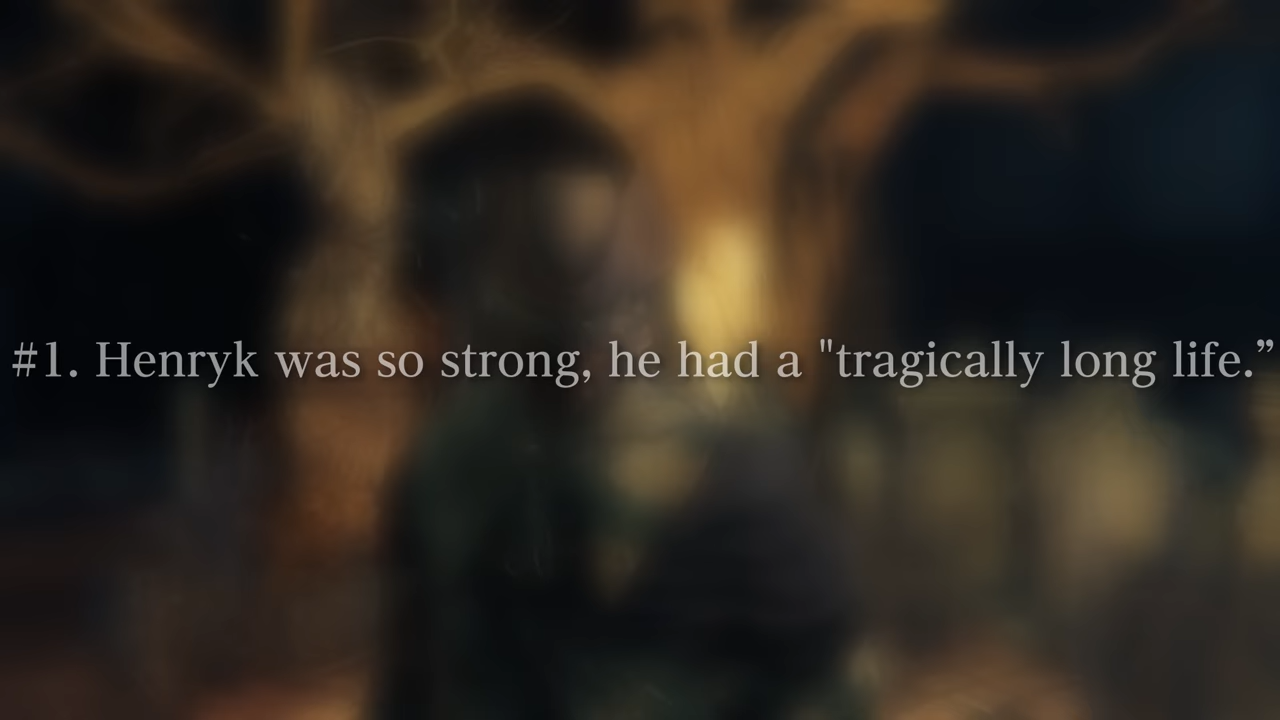 #1. Henryk was so strong, he had a "tragically long life.”